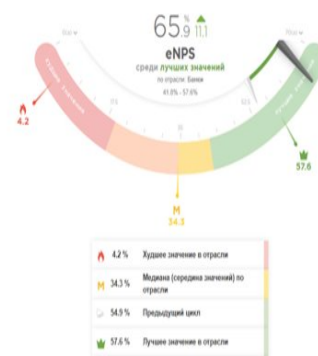 65.9 % 11.1
eNPS
среди лучших значений
по отрасли: Банки
41.8% - 57.6%
Худшие значения
4.2
M
34.3
57.6
4.2 % Худшее значение в отрасли
M 34.3 % Медиана (середина значений) по
отрасли
54.9 % Предыдущий цикл
57.6 % Лучшее значение в отрасли